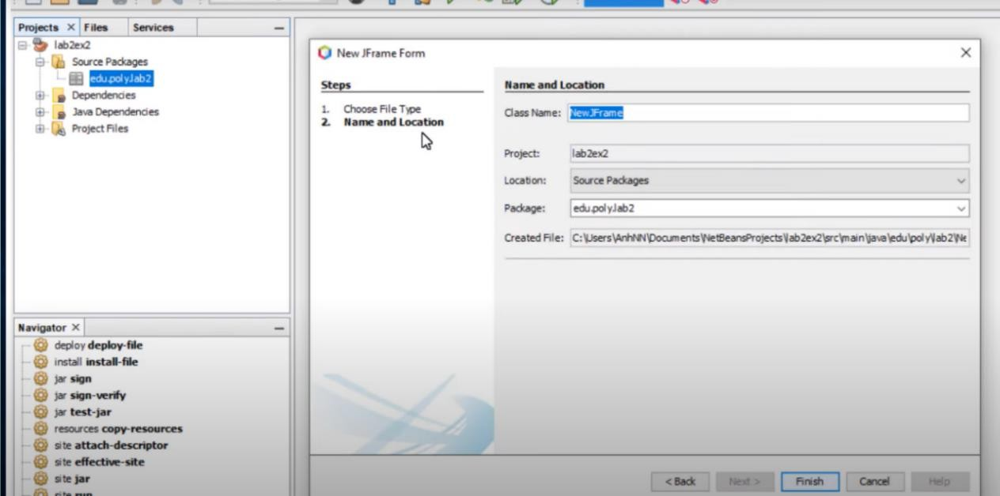 Projects Files Services
lab2ex2
Source Packages
edu.poly.lab2
Dependencies
Java Dependencies
Project Files
Navigator
deploy deploy-file
install install-file
jar sign
jar sign-verify
jar test-jar
resources copy-resources
site attach-descriptor
site effective-site
site jar
site run
New JFrame Form
Steps
1. Choose File Type
2. Name and Location
Name and Location
Class Name: NewJFrame
Project: lab2ex2
Location: Source Packages
Package: edu.poly.lab2
Created File: C:\Users\AnhNN\Documents\NetBeansProjects\lab2ex2\src\main\java\edu\poly\lab2\Ne
< Back Next > Finish Cancel Help